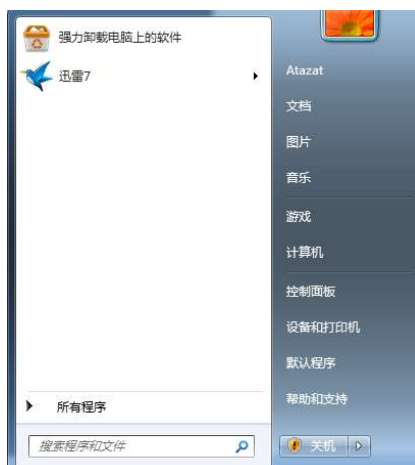 强力卸载电脑上的软件
迅雷7
所有程序
搜索程序和文件
Atazat
文档
图片
音乐
游戏
计算机
控制面板
设备和打印机
默认程序
帮助和支持
关机